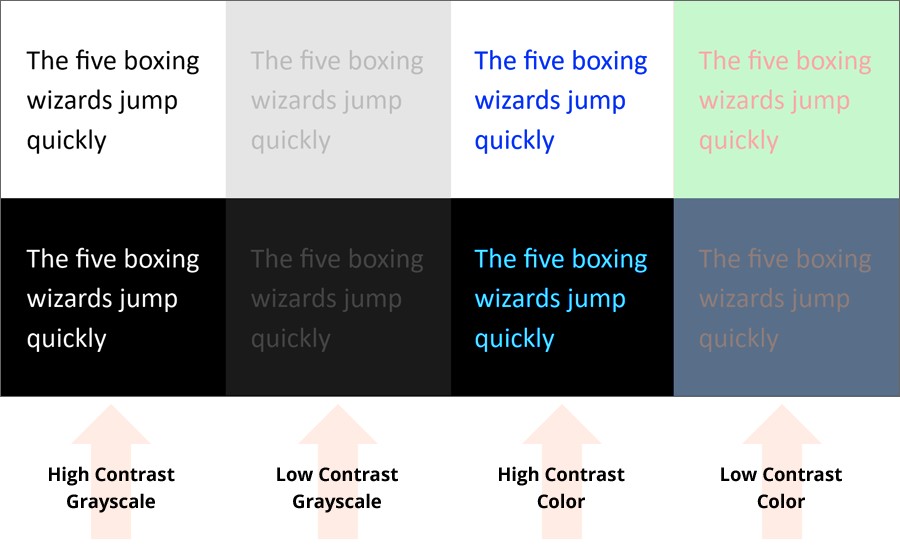 The five boxing
wizards jump
quickly
The five boxing
wizards jump
quickly
The five boxing
wizards jump
quickly
The five boxing
wizards jump
quickly
The five boxing
wizards jump
quickly
The five boxing
wizards jump
quickly
The five boxing
wizards jump
quickly
The five boxing
wizards jump
quickly
High Contrast
Grayscale
Low Contrast
Grayscale
High Contrast
Color
Low Contrast
Color